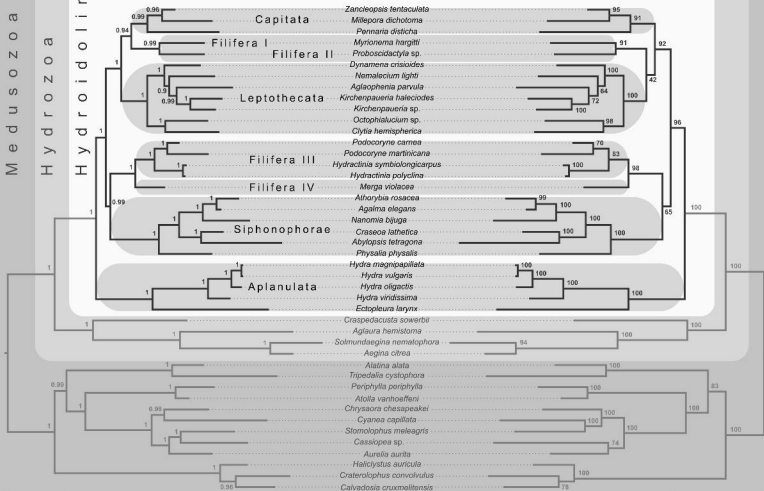 Medusozoa
Hydrozoa
Zancleopsis tentaculata
Millepora dichotoma
Pennaria disticha
Capitata
Myrionema hargitti
Proboscidactyla sp.
Filifera I
Filifera II
Dynamena crisioides
Nemalecium lighti
Aglaophenia parvula
Kirchenpaueria haleciodes
Kirchenpaueria sp.
Octophialucium sp.
Clytia hemispherica
Leptothecata
Podocoryne carnea
Podocoryne martinicana
Hydractinia symbiolongicarpus
Hydractinia polyclina
Filifera III
Merga violacea
Filifera IV
Athorybia rosacea
Agalma elegans
Nanomia bijuga
Craseoa lathetica
Abylopsis tetragona
Physalia physalis
Siphonophorae
Hydra magnipapillata
Hydra vulgaris
Hydra oligactis
Hydra viridissima
Ectopleura larynx
Aplanulata
Craspedacusta sowerbii
Aglaura hemistoma
Solmundaegina nematophora
Aegina citrea
Alatina alata
Tripedalia cystophora
Periphylla periphylla
Atolla vanhoeffeni
Chrysaora chesapeakei
Cyanea capillata
Stomolophus meleagris
Cassiopea sp.
Aurelia aurita
Haliclystus auricula
Craterolophus convolvulus
Calvadosia cruxmelitensis